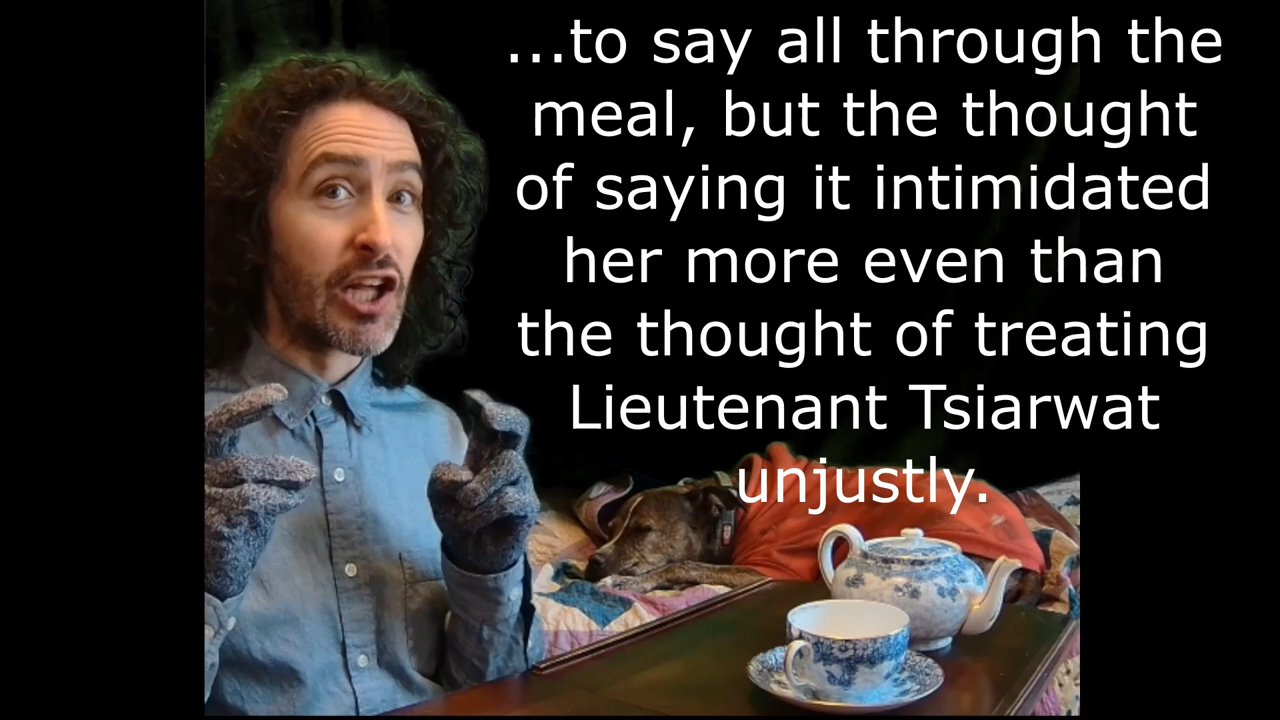 ...to say all through the
meal, but the thought
of saying it intimidated
her more even than
the thought of treating
Lieutenant Tsiarwat
unjustly.